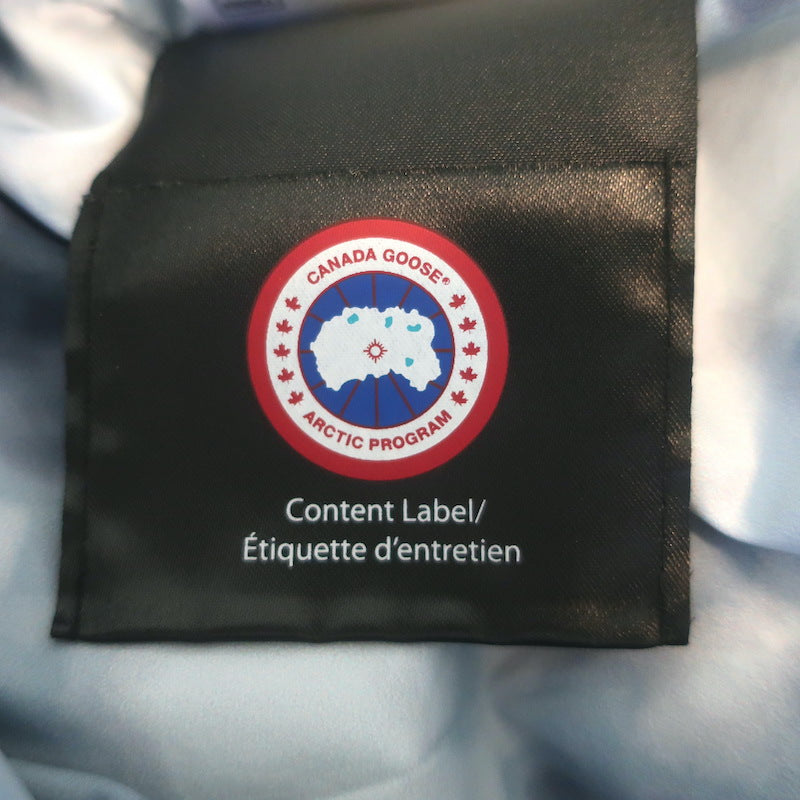 CANADA GOOSE®
ARCTIC PROGRAM
Content Label/
Étiquette d'entretien